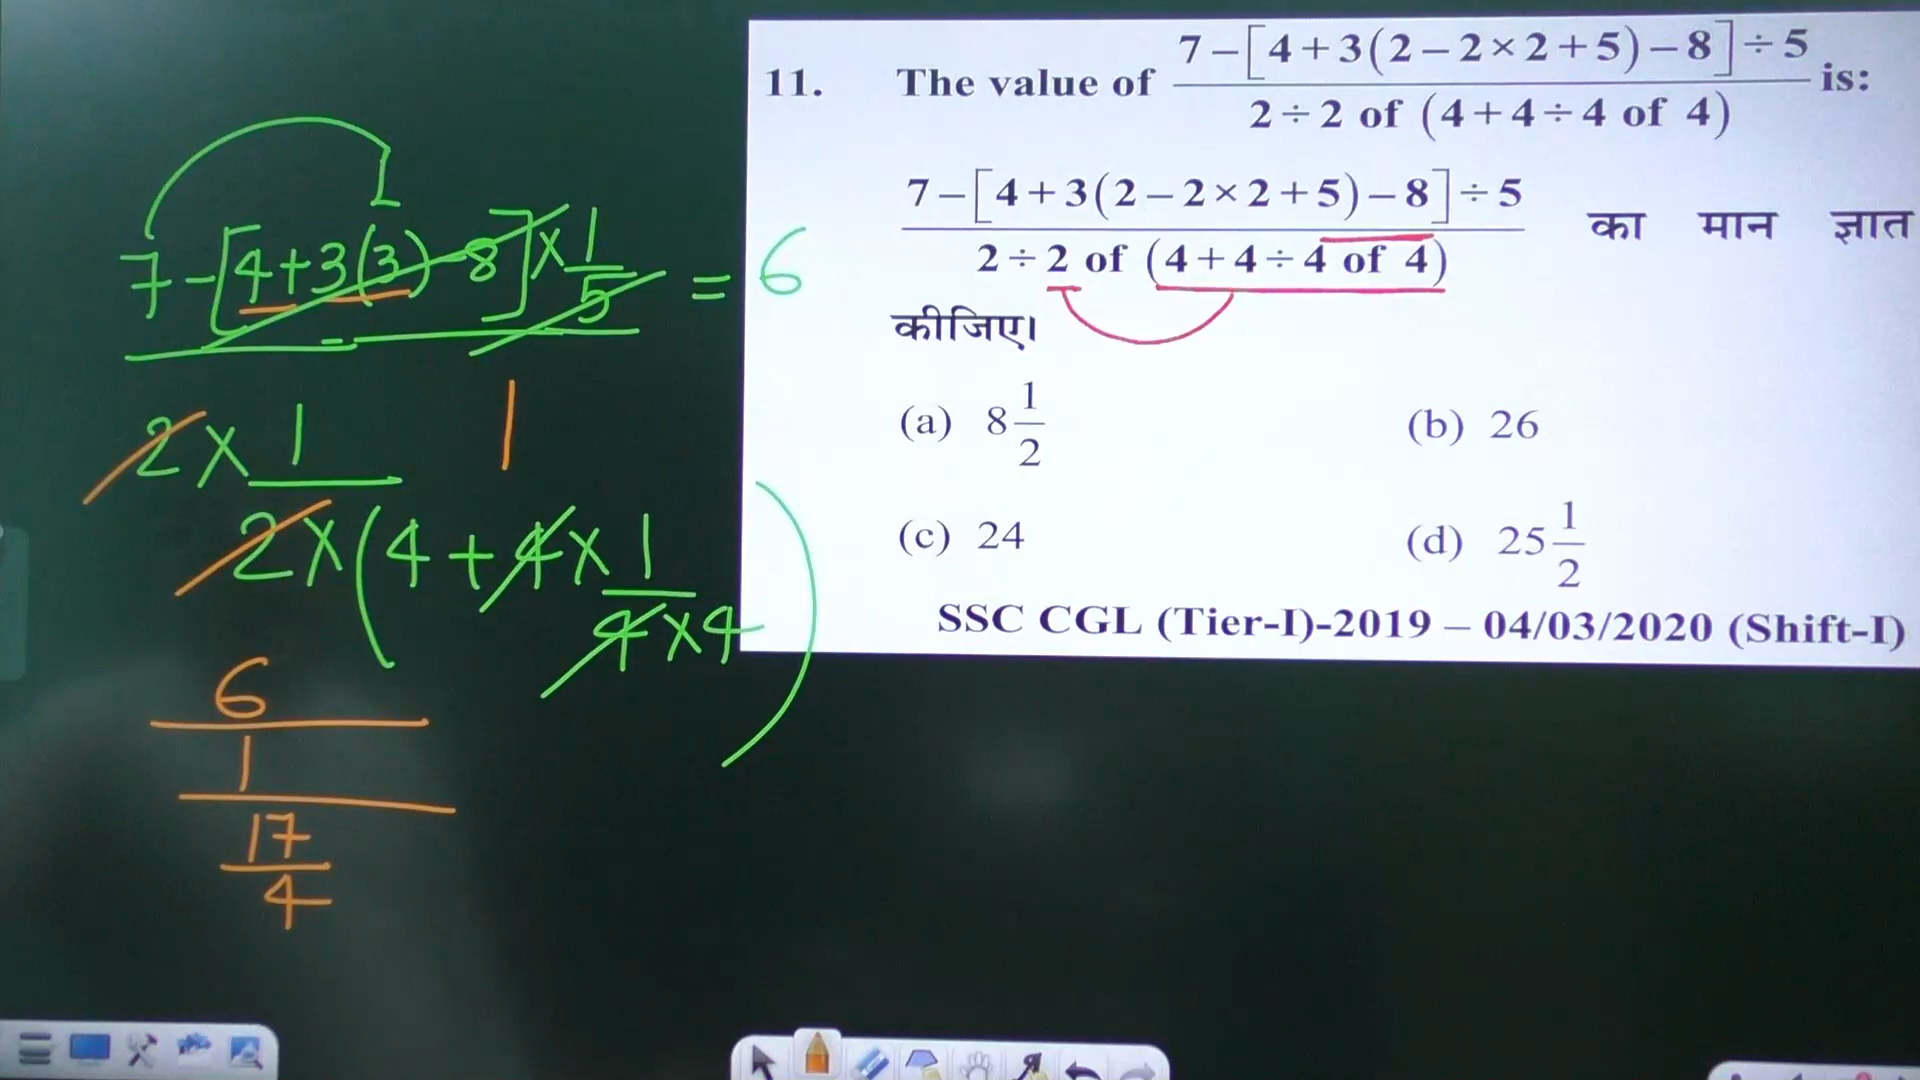 11. The value of 7−[4+3(2−2×2+5)−8]÷5 / 2÷2 of (4+4÷4 of 4) is:
7−[4+3(2−2×2+5)−8]÷5 / 2÷2 of (4+4÷4 of 4) का मान ज्ञात
कीजिए।
(a) 8 1/2 (b) 26
(c) 24 (d) 25 1/2
SSC CGL (Tier-I)-2019 – 04/03/2020 (Shift-I)
1
7−[4+3(3)−8]×1/5 = 6
1
2×1
2×(4+4×1
4×4)
6
1
17
4